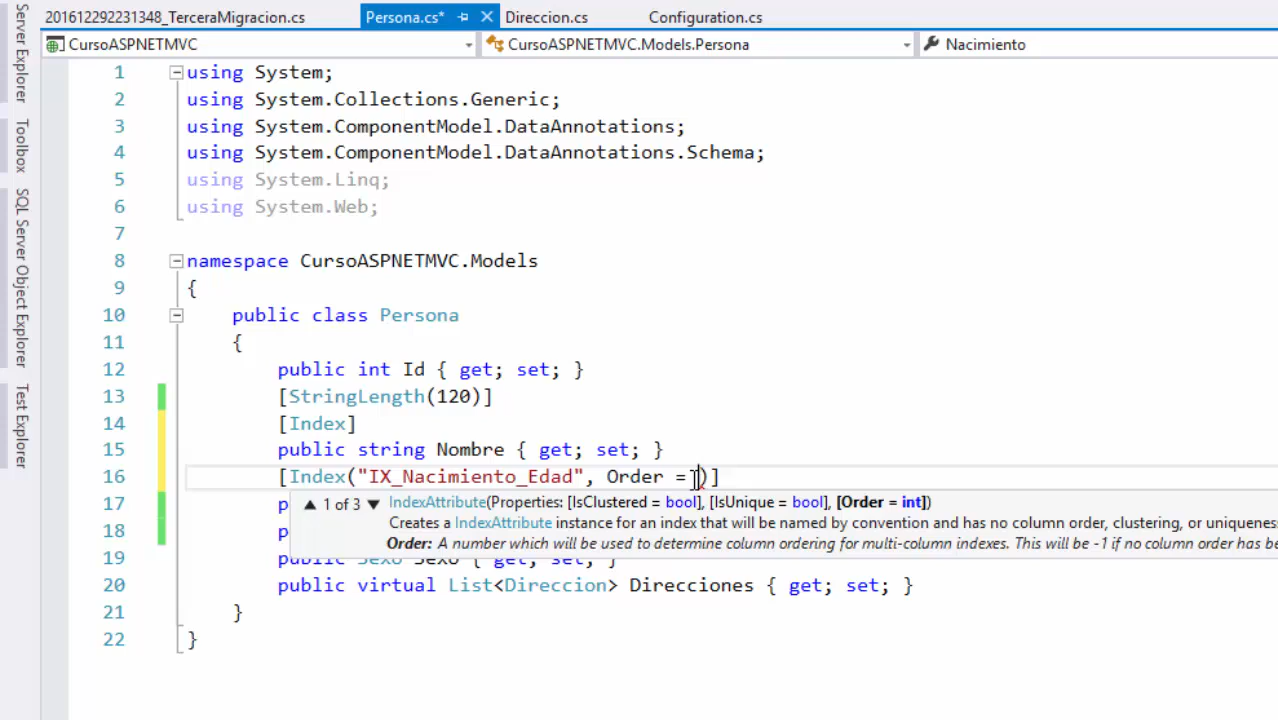 201612292231348_TerceraMigracion.cs Persona.cs* Direccion.cs Configuration.cs
CursoASPNETMVC CursoASPNETMVC.Models.Persona Nacimiento
Server Explorer
Toolbox
SQL Server Object Explorer
Test Explorer
1 using System;
2 using System.Collections.Generic;
3 using System.ComponentModel.DataAnnotations;
4 using System.ComponentModel.DataAnnotations.Schema;
5 using System.Linq;
6 using System.Web;
7
8 namespace CursoASPNETMVC.Models
9 {
10 public class Persona
11 {
12 public int Id { get; set; }
13 [StringLength(120)]
14 [Index]
15 public string Nombre { get; set; }
16 [Index("IX_Nacimiento_Edad", Order = )]
17 p
▲ 1 of 3 ▼ IndexAttribute(Properties: [IsClustered = bool], [IsUnique = bool], [Order = int])
Creates a IndexAttribute instance for an index that will be named by convention and has no column order, clustering, or uniqueness
18 p
Order: A number which will be used to determine column ordering for multi-column indexes. This will be -1 if no column order has be
19 public Sexo Sexo { get; set; }
20 public virtual List<Direccion> Direcciones { get; set; }
21 }
22 }